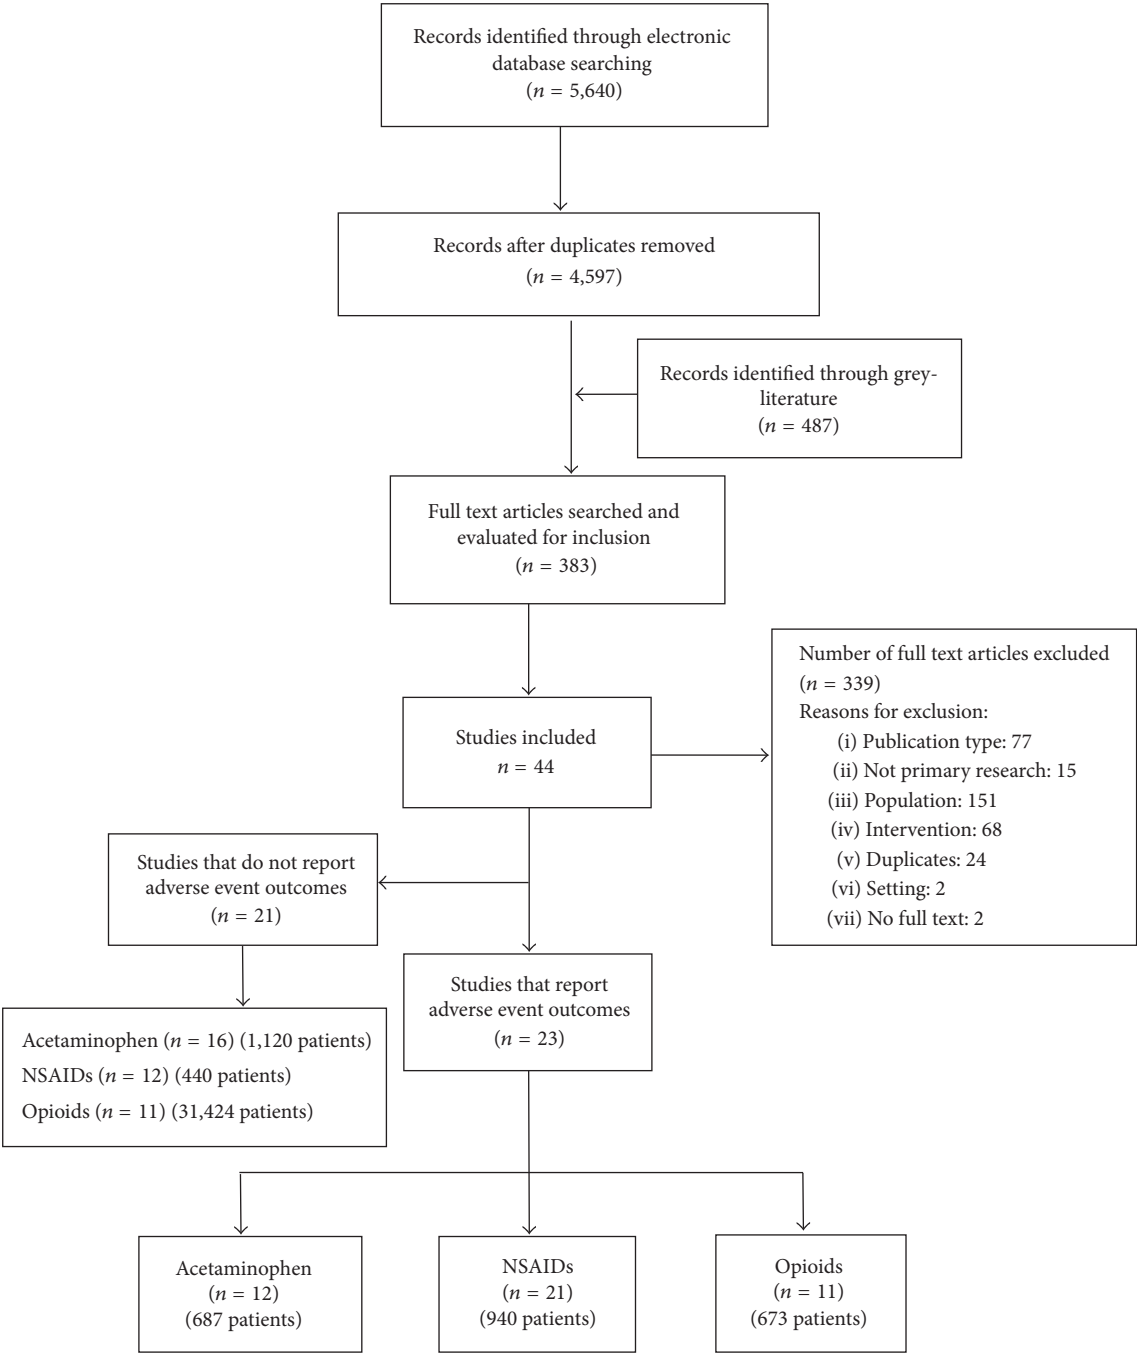 Records identified through electronic
database searching
(n = 5,640)
Records after duplicates removed
(n = 4,597)
Records identified through grey-
literature
(n = 487)
Full text articles searched and
evaluated for inclusion
(n = 383)
Studies included
n = 44
Number of full text articles excluded
(n = 339)
Reasons for exclusion:
(i) Publication type: 77
(ii) Not primary research: 15
(iii) Population: 151
(iv) Intervention: 68
(v) Duplicates: 24
(vi) Setting: 2
(vii) No full text: 2
Studies that do not report
adverse event outcomes
(n = 21)
Acetaminophen (n = 16) (1,120 patients)
NSAIDs (n = 12) (440 patients)
Opioids (n = 11) (31,424 patients)
Studies that report
adverse event outcomes
(n = 23)
Acetaminophen
(n = 12)
(687 patients)
NSAIDs
(n = 21)
(940 patients)
Opioids
(n = 11)
(673 patients)